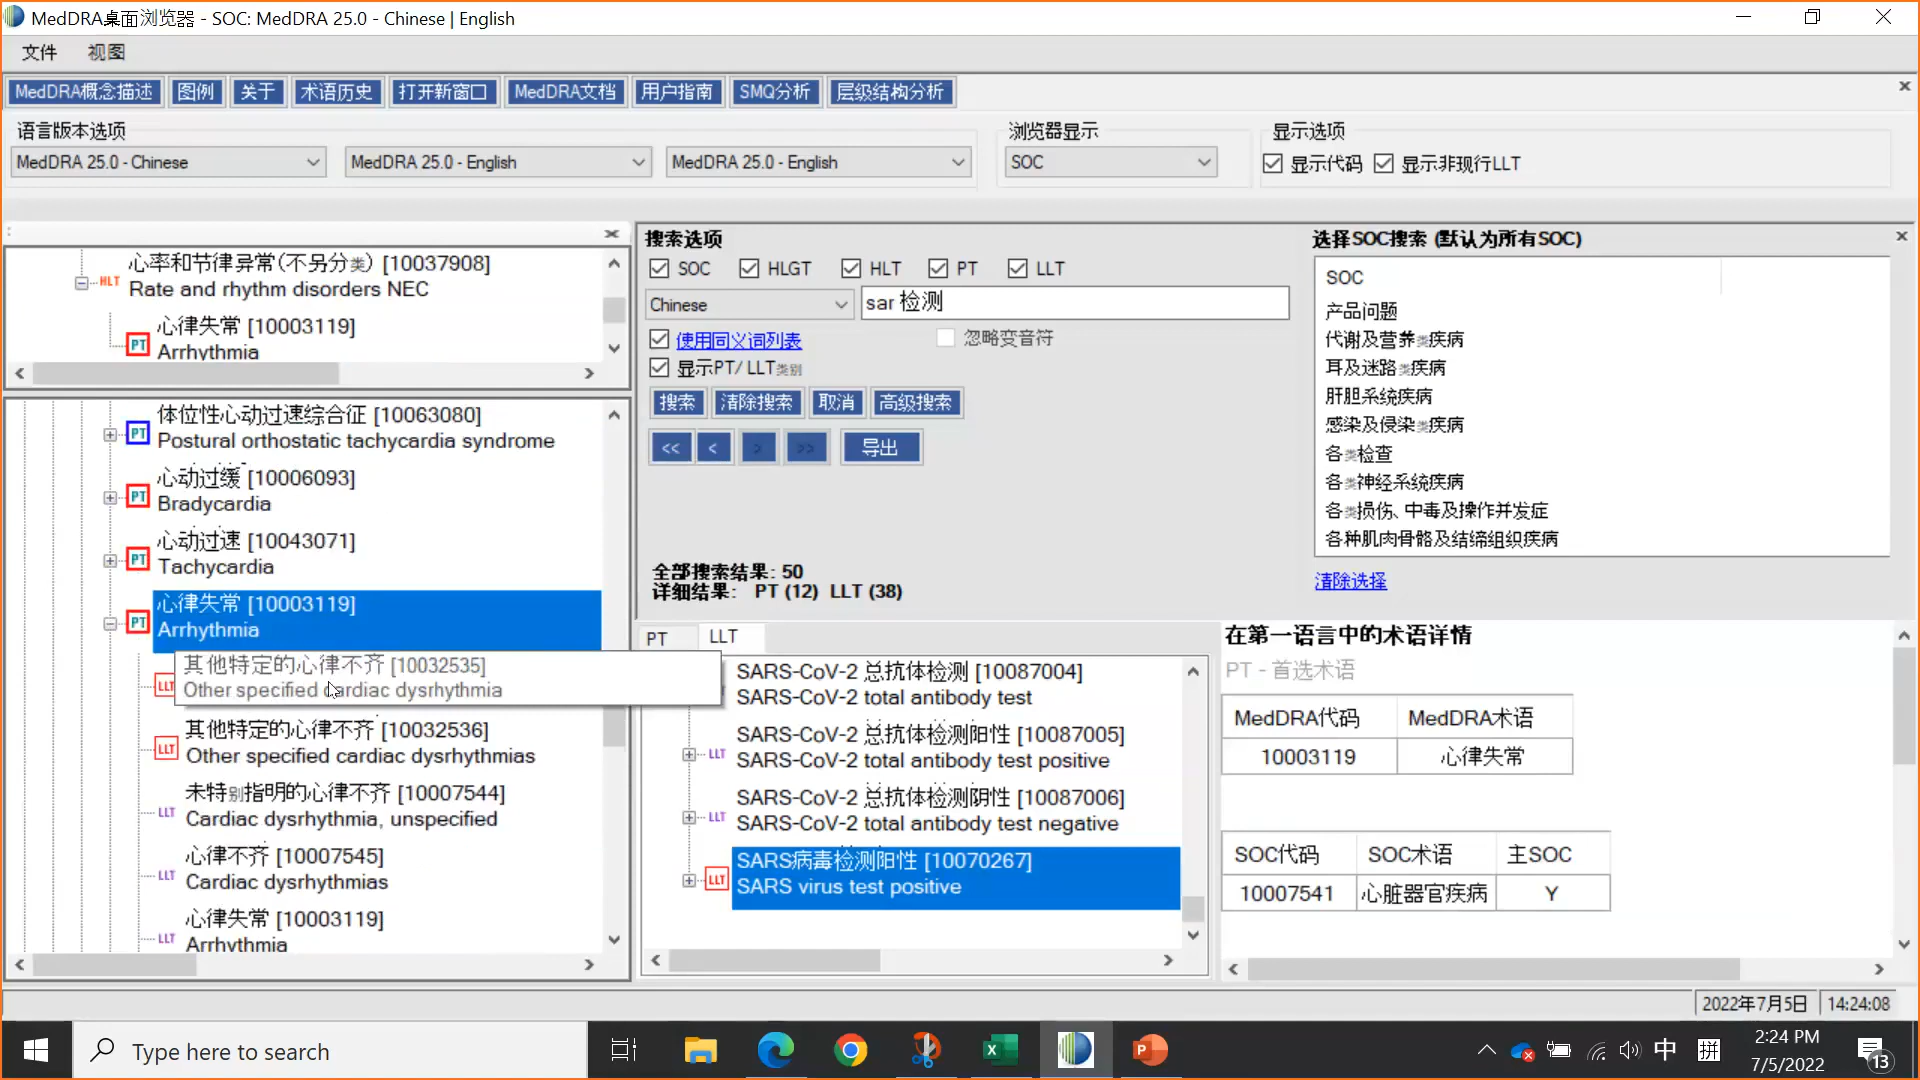 MedDRA桌面浏览器 - SOC: MedDRA 25.0 - Chinese | English
文件 视图
MedDRA概念描述 图例 关于 术语历史 打开新窗口 MedDRA文档 用户指南 SMQ分析 层级结构分析
语言版本选项 浏览器显示 显示选项
MedDRA 25.0 - Chinese MedDRA 25.0 - English MedDRA 25.0 - English SOC 显示代码 显示非现行LLT
心率和节律异常(不另分类) [10037908]
HLT
Rate and rhythm disorders NEC
心律失常 [10003119]
PT
Arrhythmia
体位性心动过速综合征 [10063080]
PT
Postural orthostatic tachycardia syndrome
心动过缓 [10006093]
PT
Bradycardia
心动过速 [10043071]
PT
Tachycardia
心律失常 [10003119]
PT
Arrhythmia
其他特定的心律不齐 [10032535]
LLT
Other specified cardiac dysrhythmia
其他特定的心律不齐 [10032536]
LLT
Other specified cardiac dysrhythmias
未特别指明的心律不齐 [10007544]
LLT
Cardiac dysrhythmia, unspecified
心律不齐 [10007545]
LLT
Cardiac dysrhythmias
心律失常 [10003119]
LLT
Arrhythmia
搜索选项
SOC HLGT HLT PT LLT
Chinese sar 检测
使用同义词列表 忽略变音符
显示PT/ LLT类别
搜索 清除搜索 取消 高级搜索
<< < > >> 导出
全部搜索结果: 50
详细结果: PT (12) LLT (38)
选择SOC搜索 (默认为所有SOC)
SOC
产品问题
代谢及营养类疾病
耳及迷路类疾病
肝胆系统疾病
感染及侵染类疾病
各类检查
各类神经系统疾病
各类损伤、中毒及操作并发症
各种肌肉骨骼及结缔组织疾病
清除选择
PT LLT
SARS-CoV-2 总抗体检测 [10087004]
SARS-CoV-2 total antibody test
SARS-CoV-2 总抗体检测阳性 [10087005]
LLT
SARS-CoV-2 total antibody test positive
SARS-CoV-2 总抗体检测阴性 [10087006]
LLT
SARS-CoV-2 total antibody test negative
SARS病毒检测阳性 [10070267]
LLT
SARS virus test positive
在第一语言中的术语详情
PT - 首选术语
MedDRA代码 MedDRA术语
10003119 心律失常
SOC代码 SOC术语 主SOC
10007541 心脏器官疾病 Y
2022年7月5日 14:24:08
Type here to search
中 拼
2:24 PM
7/5/2022
13